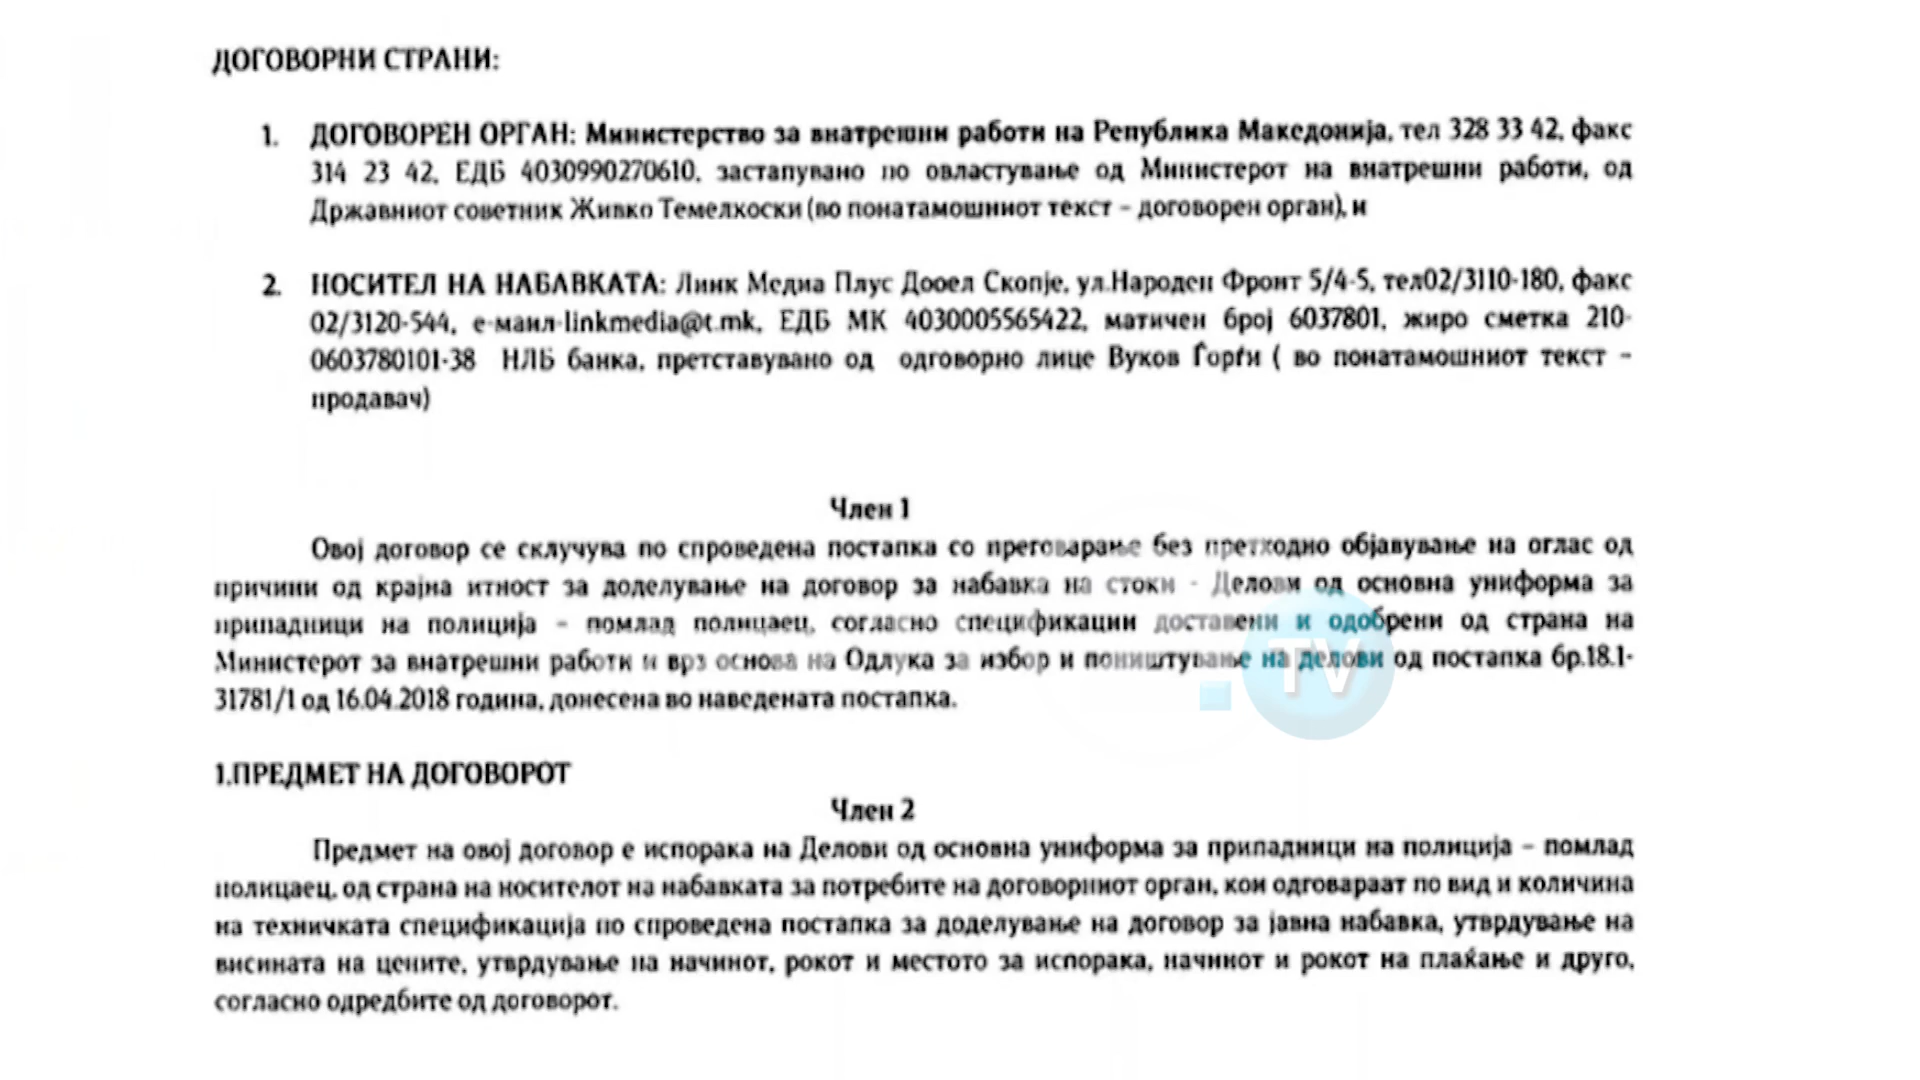 ДОГОВОРНИ СТРАНИ:
1. ДОГОВОРЕН ОРГАН: Министерство за внатрешни работи на Република Македонија, тел 328 33 42, факс
314 23 42, ЕДБ 4030990270610, застапувано по овластување од Министерот на внатрешни работи, од
Државниот советник Живко Темелкоски (во понатамошниот текст – договорен орган), и
2. НОСИТЕЛ НА НАБАВКАТА: Линк Медиа Плус Дооел Скопје, ул.Народен Фронт 5/4-5, тел02/3110-180, факс
02/3120-544, е-маил-linkmedia@t.mk, ЕДБ МК 4030005565422, матичен број 6037801, жиро сметка 210-
0603780101-38 НЛБ банка, претставувано од одговорно лице Вуков Ѓорѓи ( во понатамошниот текст –
продавач)
Член 1
Овој договор се склучува по спроведена постапка со преговарање без претходно објавување на оглас од
причини од крајна итност за доделување на договор за набавка на стоки - Делови од основна униформа за
припадници на полиција – помлад полицаец, согласно спецификации доставени и одобрени од страна на
Министерот за внатрешни работи и врз основа на Одлука за избор и поништување на делови од постапка бр.18.1-
31781/1 од 16.04.2018 година, донесена во наведената постапка.
TV
1.ПРЕДМЕТ НА ДОГОВОРОТ
Член 2
Предмет на овој договор е испорака на Делови од основна униформа за припадници на полиција – помлад
полицаец, од страна на носителот на набавката за потребите на договорниот орган, кои одговараат по вид и количина
на техничката спецификација по спроведена постапка за доделување на договор за јавна набавка, утврдување на
висината на цените, утврдување на начинот, рокот и местото за испорака, начинот и рокот на плаќање и друго,
согласно одредбите од договорот.